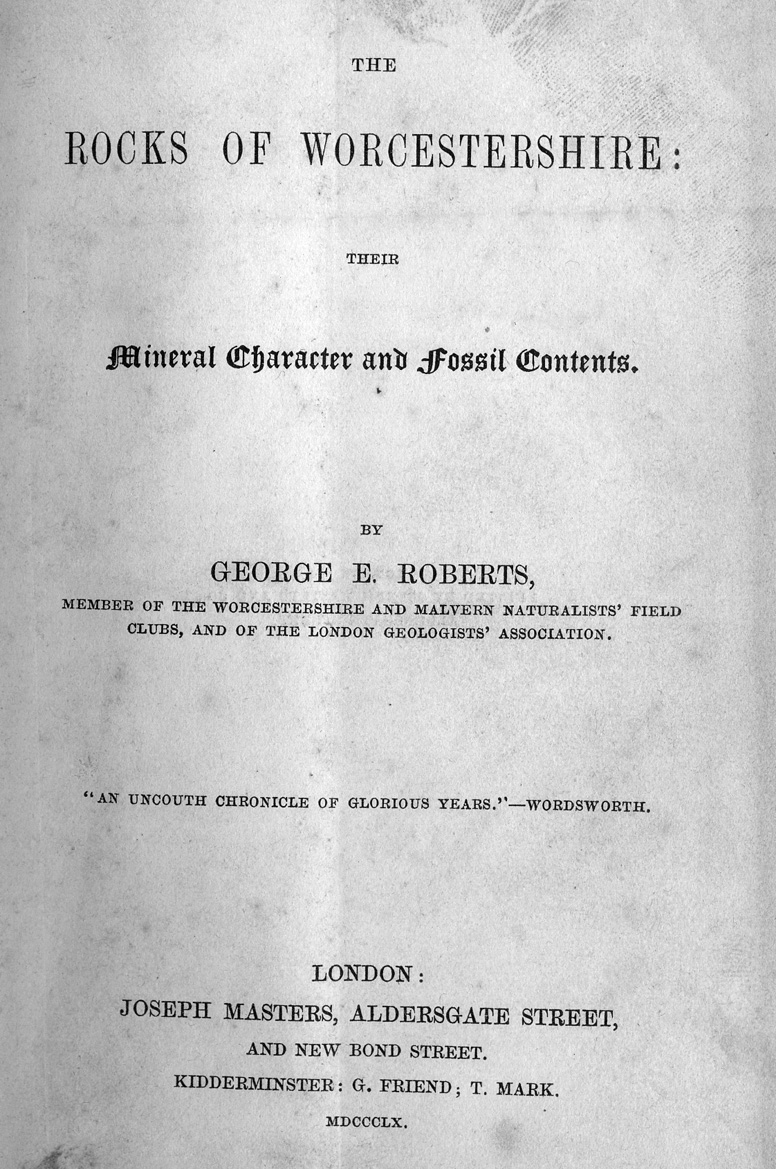 THE
ROCKS OF WORCESTERSHIRE:
THEIR
Mineral Character and Fossil Contents.
BY
GEORGE E. ROBERTS,
MEMBER OF THE WORCESTERSHIRE AND MALVERN NATURALISTS' FIELD
CLUBS, AND OF THE LONDON GEOLOGISTS' ASSOCIATION.
"AN UNCOUTH CHRONICLE OF GLORIOUS YEARS."—WORDSWORTH.
LONDON:
JOSEPH MASTERS, ALDERSGATE STREET,
AND NEW BOND STREET.
KIDDERMINSTER: G. FRIEND; T. MARK.
MDCCCLX.